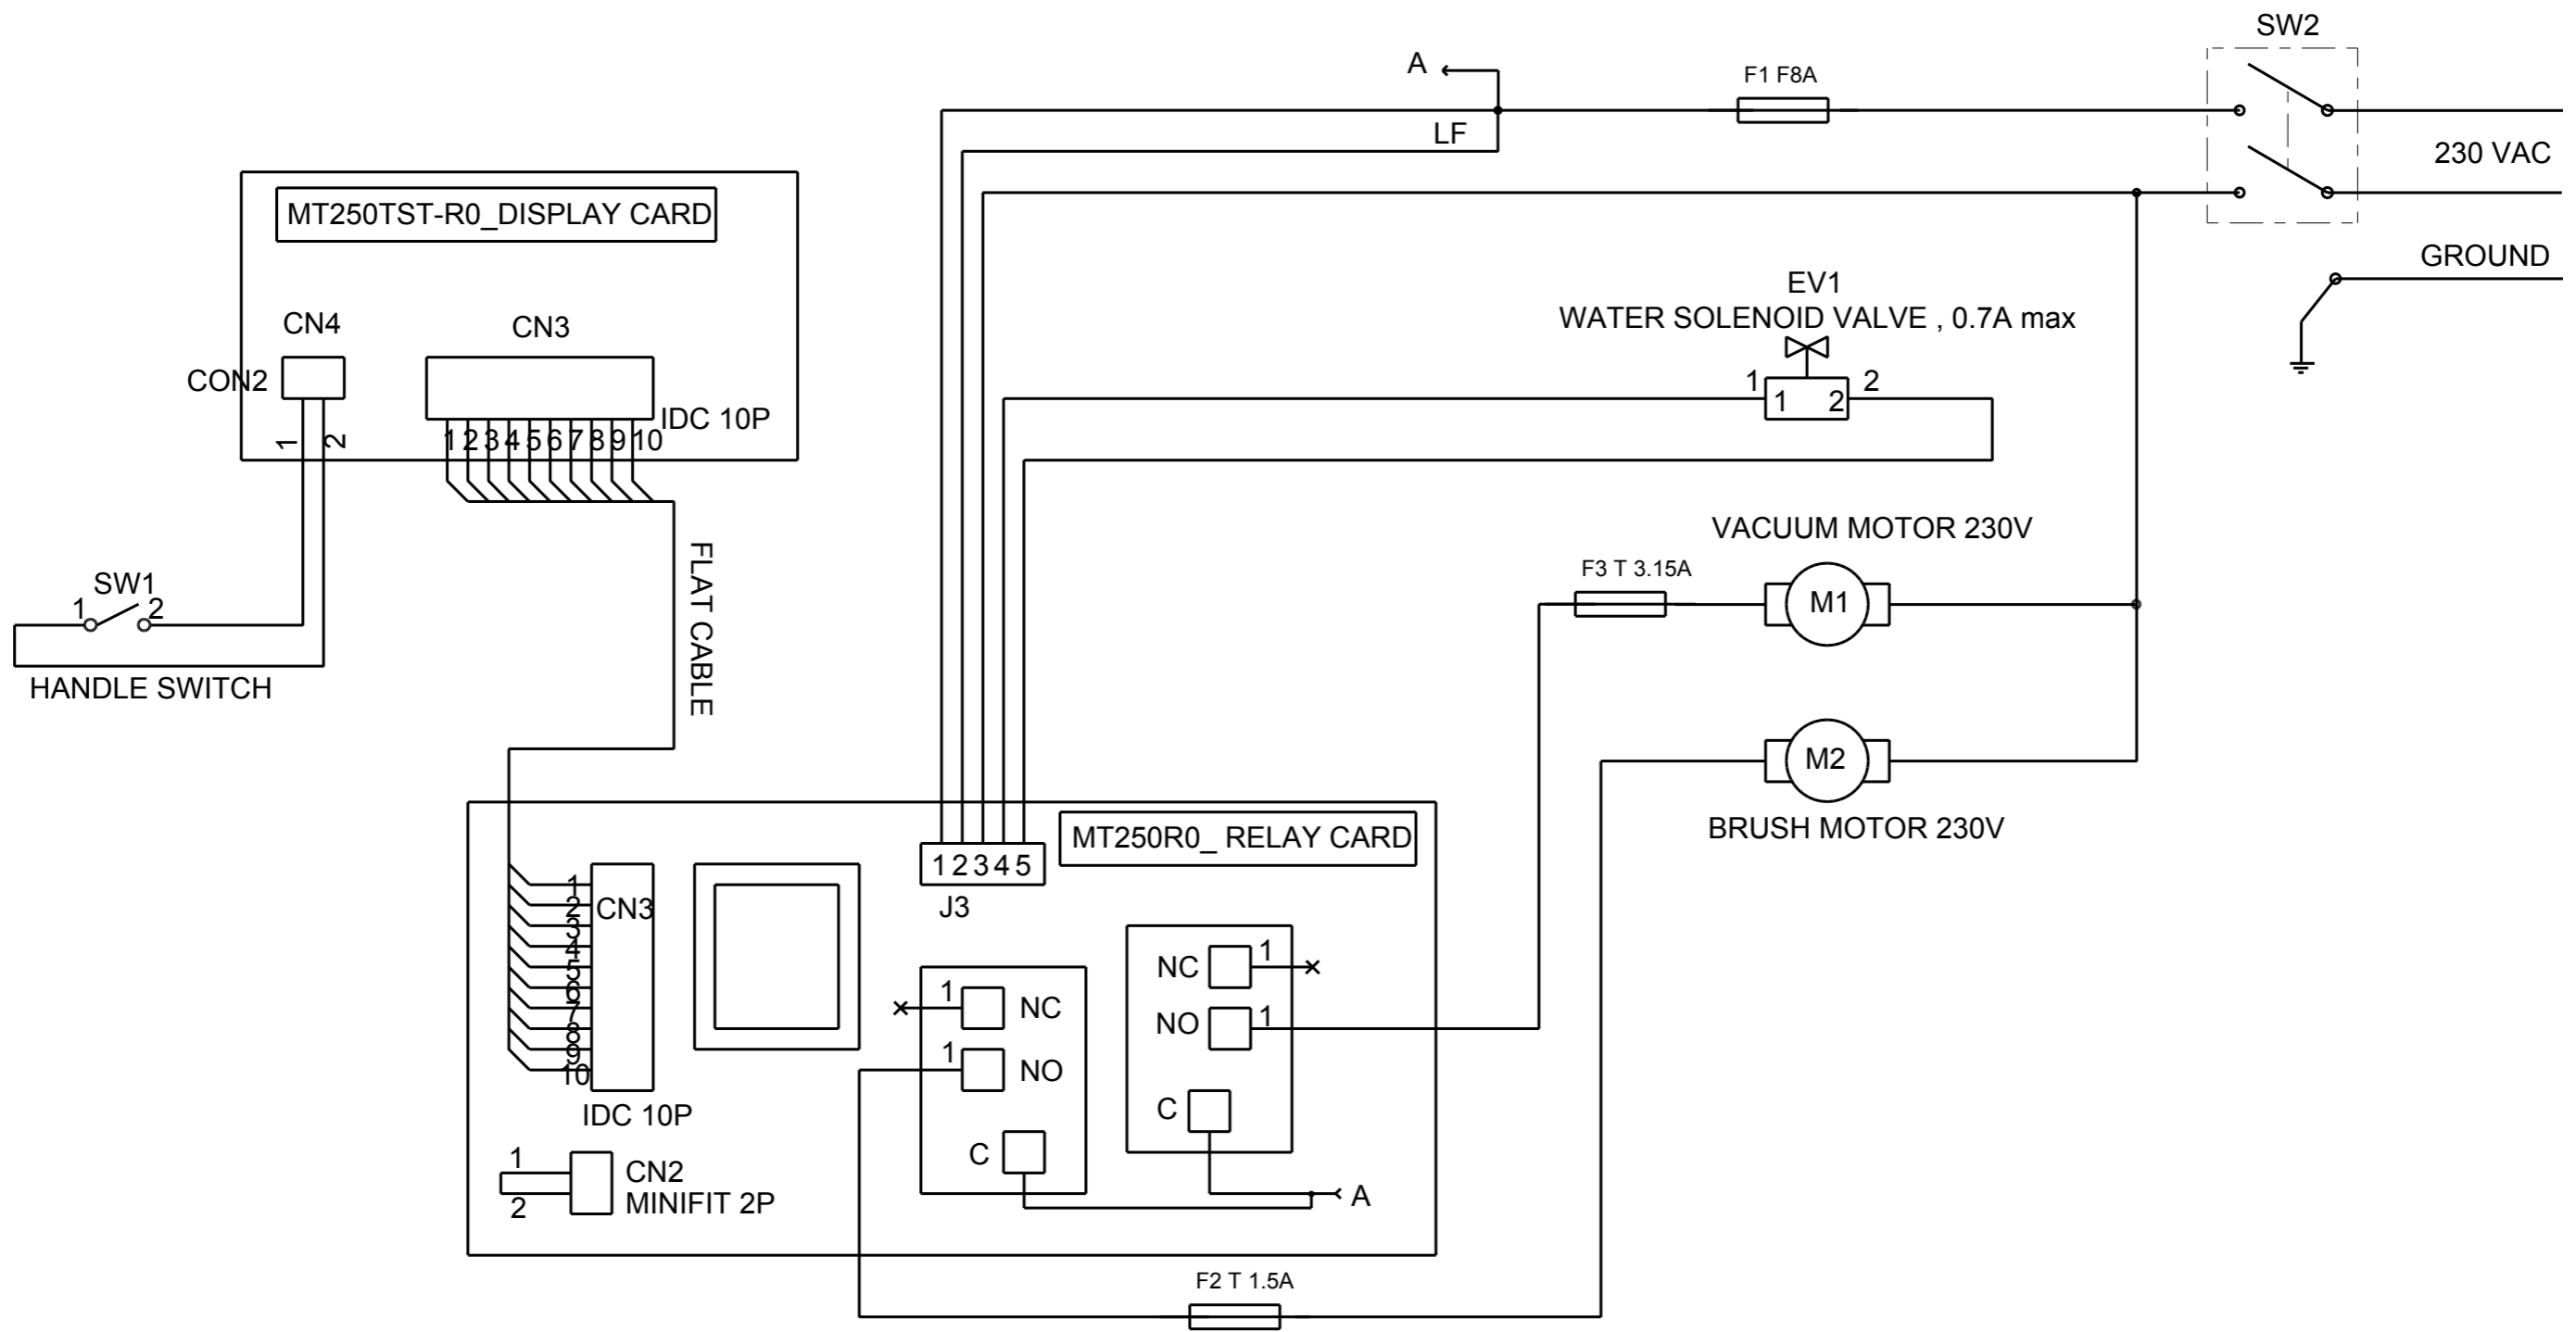 SW2
A
F1 F8A
LF
230 VAC
MT250TST-R0_DISPLAY CARD
GROUND
EV1
WATER SOLENOID VALVE , 0.7A max
CN4
CN3
CON2
1
2
1 2
IDC 10P
1
2
1 2 3 4 5 6 7 8 9 10
VACUUM MOTOR 230V
FLAT CABLE
F3 T 3.15A
SW1
1
2
M1
HANDLE SWITCH
M2
BRUSH MOTOR 230V
MT250R0_ RELAY CARD
1 2 3 4 5
J3
1
2
3
4
5
6
7
8
9
10
CN3
NC
1
NO
1
C
1
NC
1
NO
C
IDC 10P
1
2
CN2
MINIFIT 2P
A
F2 T 1.5A